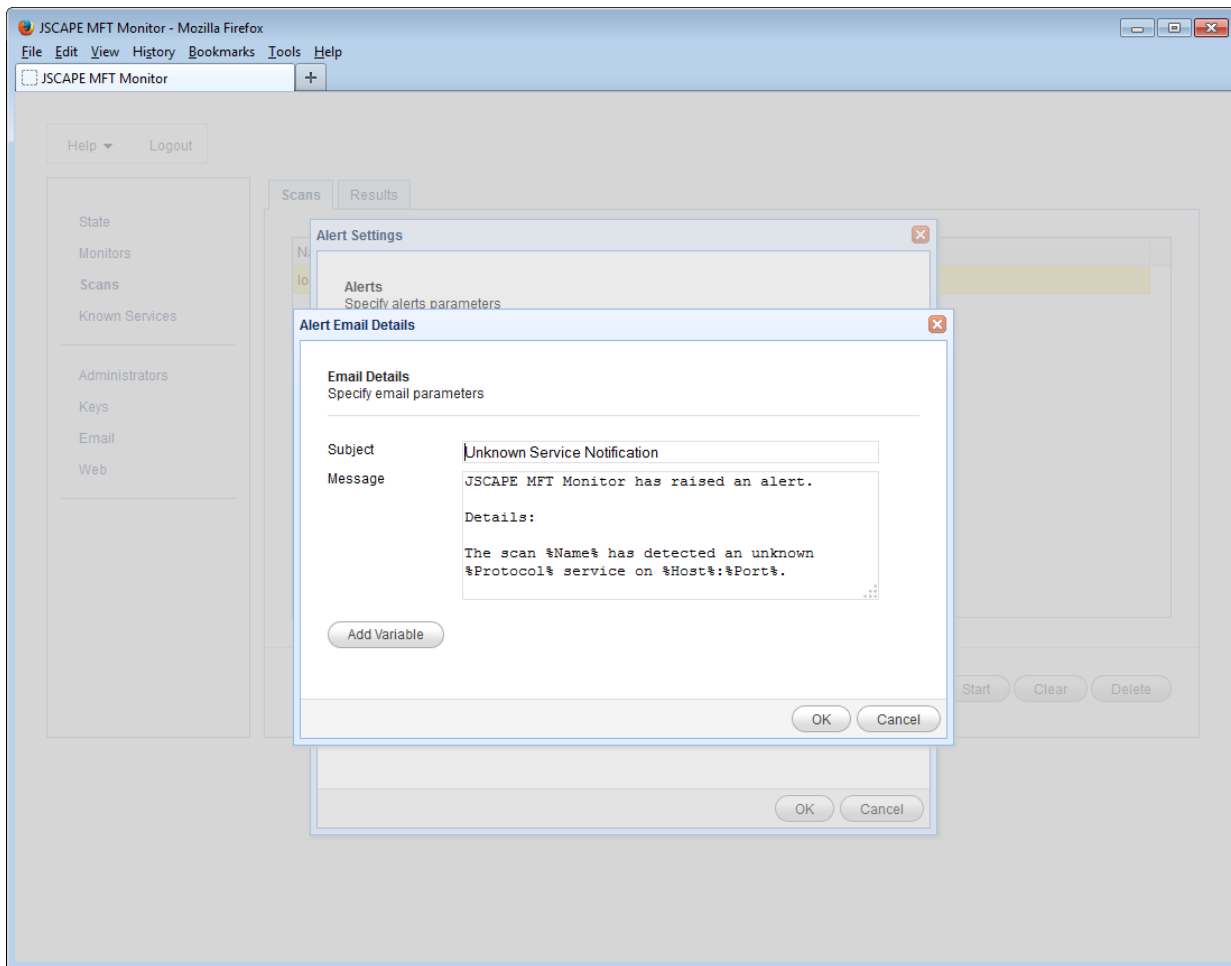 JSCAPE MFT Monitor - Mozilla Firefox
File Edit View History Bookmarks Tools Help
JSCAPE MFT Monitor +
Help Logout
Scans Results
State
Monitors
Scans
Known Services
Administrators
Keys
Email
Web
Alert Settings
Alerts
Specify alerts parameters
Alert Email Details
Email Details
Specify email parameters
Subject Unknown Service Notification
Message JSCAPE MFT Monitor has raised an alert.
Details:
The scan %Name% has detected an unknown
%Protocol% service on %Host%:%Port%.
Add Variable
Start Clear Delete
OK Cancel
OK Cancel